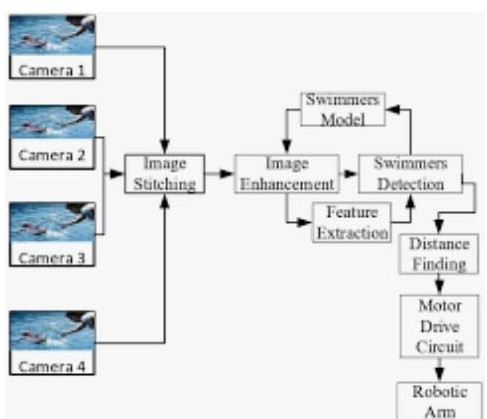 Camera 1
Camera 2
Camera 3
Camera 4
Image
Stitching
Image
Enhancement
Swimmers
Model
Swimmers
Detection
Feature
Extraction
Distance
Finding
Motor
Drive
Circuit
Robotic
Arm